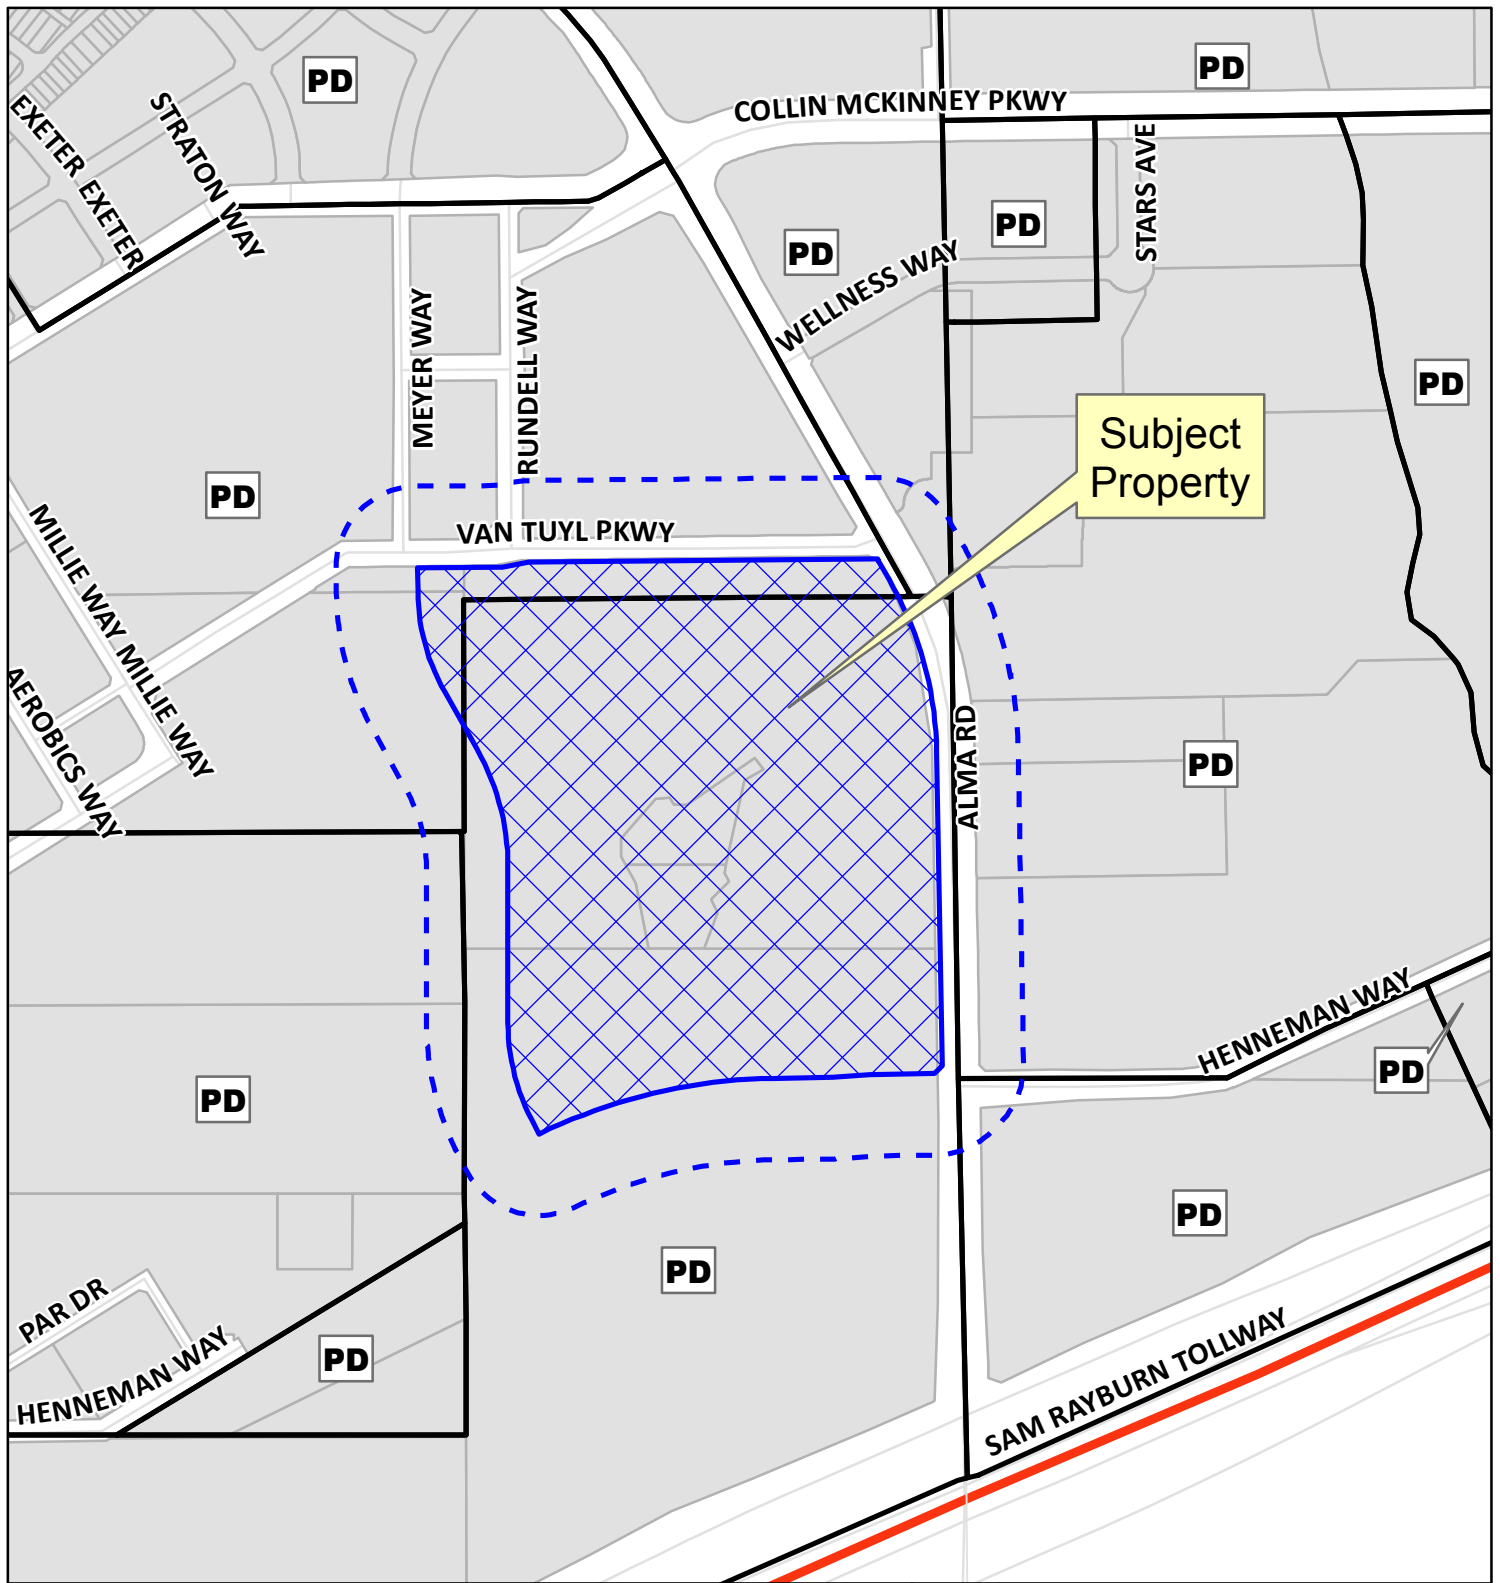 PD
PD
COLLIN MCKINNEY PKWY
EXETER EXETER
STRATON WAY
STARS AVE
PD
PD
WELLNESS WAY
MEYER WAY
RUNDELL WAY
PD
Subject
Property
PD
VAN TUYL PKWY
MILLIE WAY MILLIE WAY
AEROBICS WAY
ALMA RD
PD
HENNEMAN WAY
PD
PD
PD
PD
PAR DR
HENNEMAN WAY
PD
SAM RAYBURN TOLLWAY